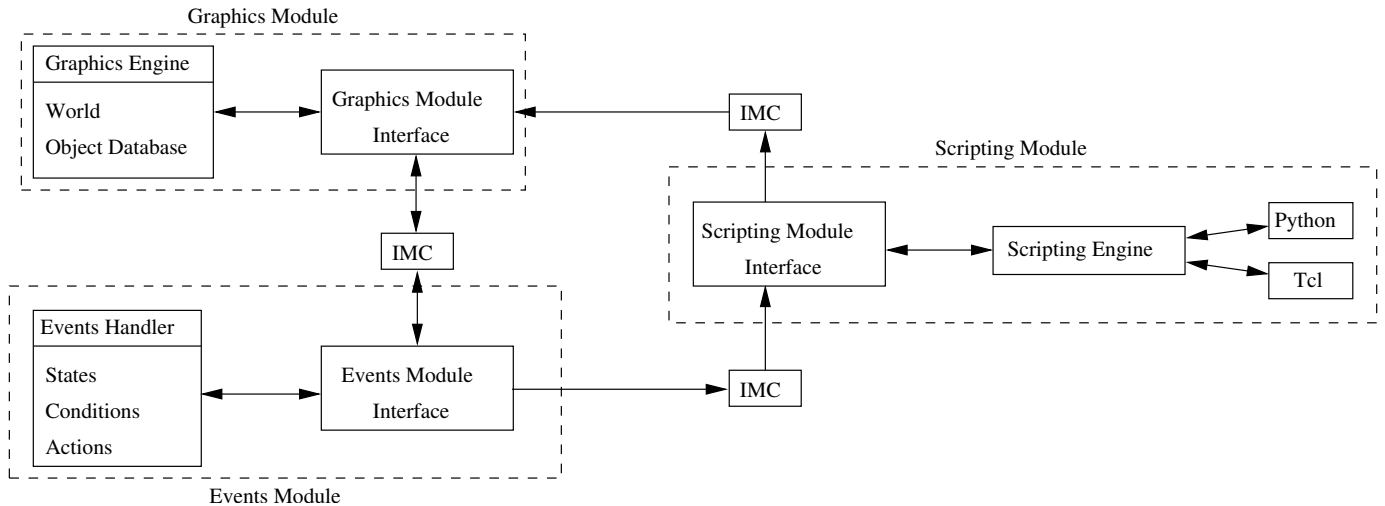 Graphics Module
Graphics Engine
World
Object Database
Graphics Module
Interface
IMC
Scripting Module
Scripting Module
Interface
Scripting Engine
Python
Tcl
IMC
Events Handler
States
Conditions
Actions
Events Module
Interface
IMC
Events Module